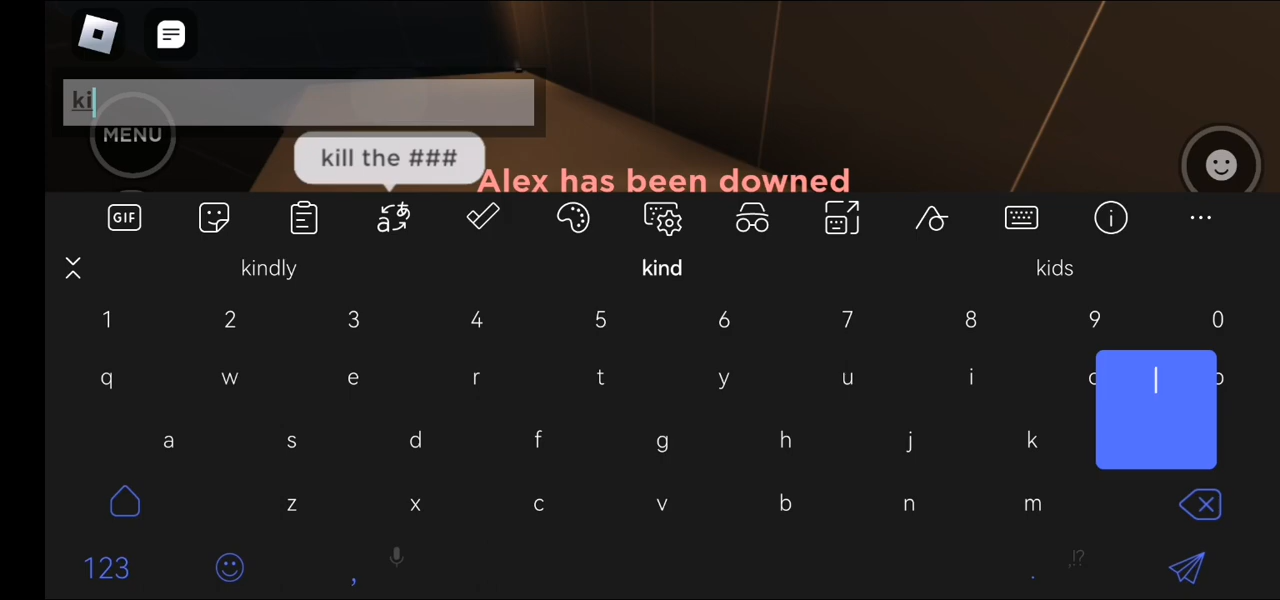 ki
MENU
kill the ###
Alex has been downed
GIF
kindly kind kids
1 2 3 4 5 6 7 8 9 0
q w e r t y u i o p
a s d f g h j k l
z x c v b n m
123 , . ,!?